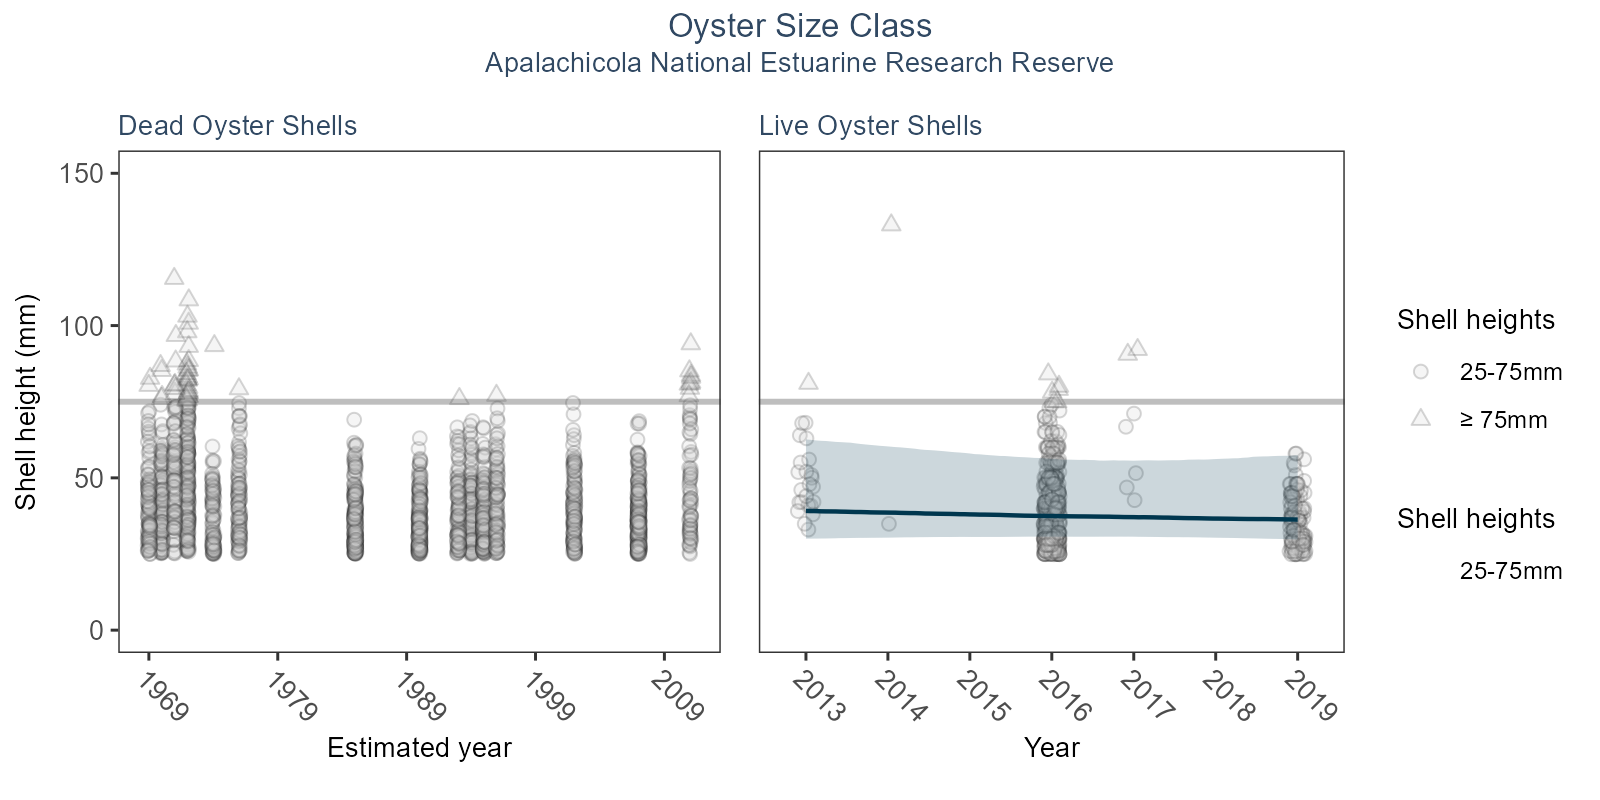 Oyster Size Class
Apalachicola National Estuarine Research Reserve
Dead Oyster Shells
Live Oyster Shells
Shell height (mm)
150
100
50
0
1969
1979
1989
1999
2009
Estimated year
2013
2014
2015
2016
2017
2018
2019
Year
Shell heights
25-75mm
≥ 75mm
Shell heights
25-75mm